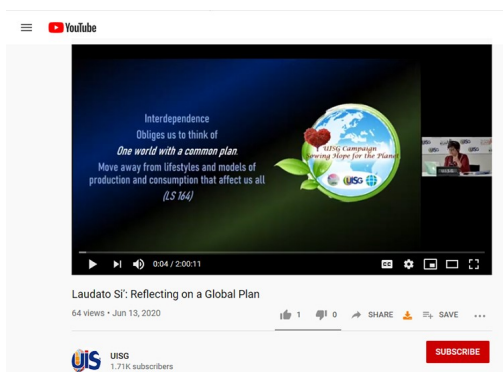 YouTube
Interdependence
Obliges us to think of
One world with a common plan.
Move away from lifestyles and models of
production and consumption that affect us all
(LS 164)
UISG Campaign
Sowing Hope for the Planet
UISG
0:04 / 2:00:11
CC
Laudato Si': Reflecting on a Global Plan
64 views • Jun 13, 2020
1
0
SHARE
SAVE
UISG
1.71K subscribers
SUBSCRIBE